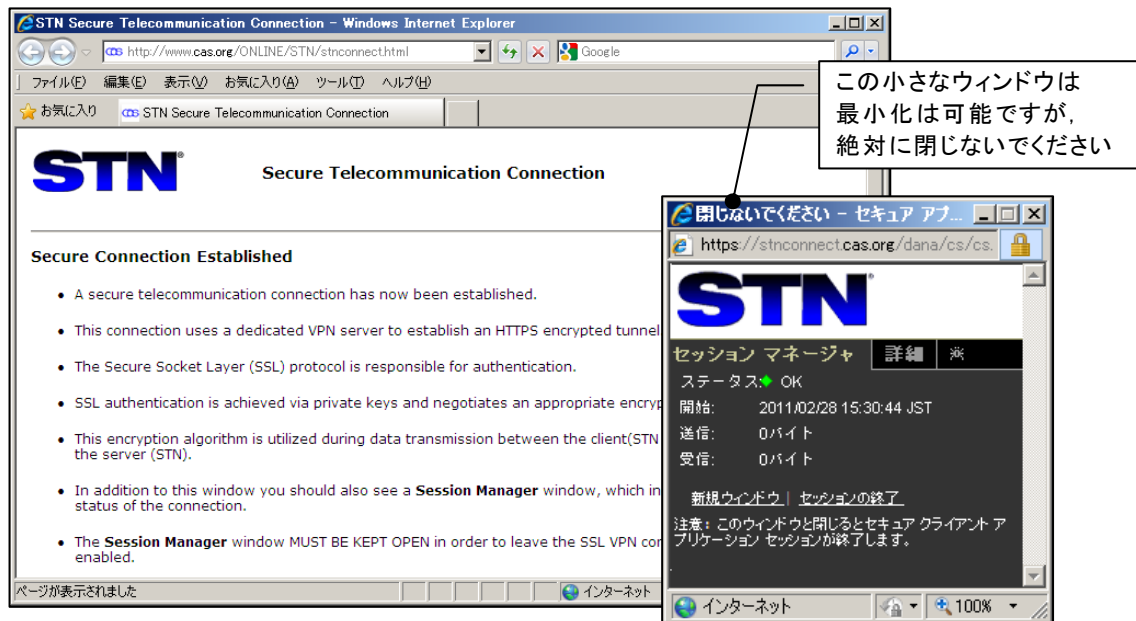 STN Secure Telecommunication Connection - Windows Internet Explorer
http://www.cas.org/ONLINE/STN/stnconnect.html
Google
ファイル(F) 編集(E) 表示(V) お気に入り(A) ツール(T) ヘルプ(H)
お気に入り
STN Secure Telecommunication Connection
STN®
Secure Telecommunication Connection
Secure Connection Established
• A secure telecommunication connection has now been established.
• This connection uses a dedicated VPN server to establish an HTTPS encrypted tunnel
• The Secure Socket Layer (SSL) protocol is responsible for authentication.
• SSL authentication is achieved via private keys and negotiates an appropriate encryp
• This encryption algorithm is utilized during data transmission between the client(STN
the server (STN).
• In addition to this window you should also see a Session Manager window, which in
status of the connection.
• The Session Manager window MUST BE KEPT OPEN in order to leave the SSL VPN con
enabled.
ページが表示されました
インターネット
この小さなウィンドウは
最小化は可能ですが,
絶対に閉じないでください
閉じないでください - セキュア アプ...
https://stnconnect.cas.org/dana/cs/cs.
STN®
セッション マネージャ 詳細
ステータス: OK
開始: 2011/02/28 15:30:44 JST
送信: 0バイト
受信: 0バイト
新規ウィンドウ | セッションの終了
注意: このウィンドウと閉じるとセキュア クライアント ア
プリケーション セッションが終了します。
インターネット
100%